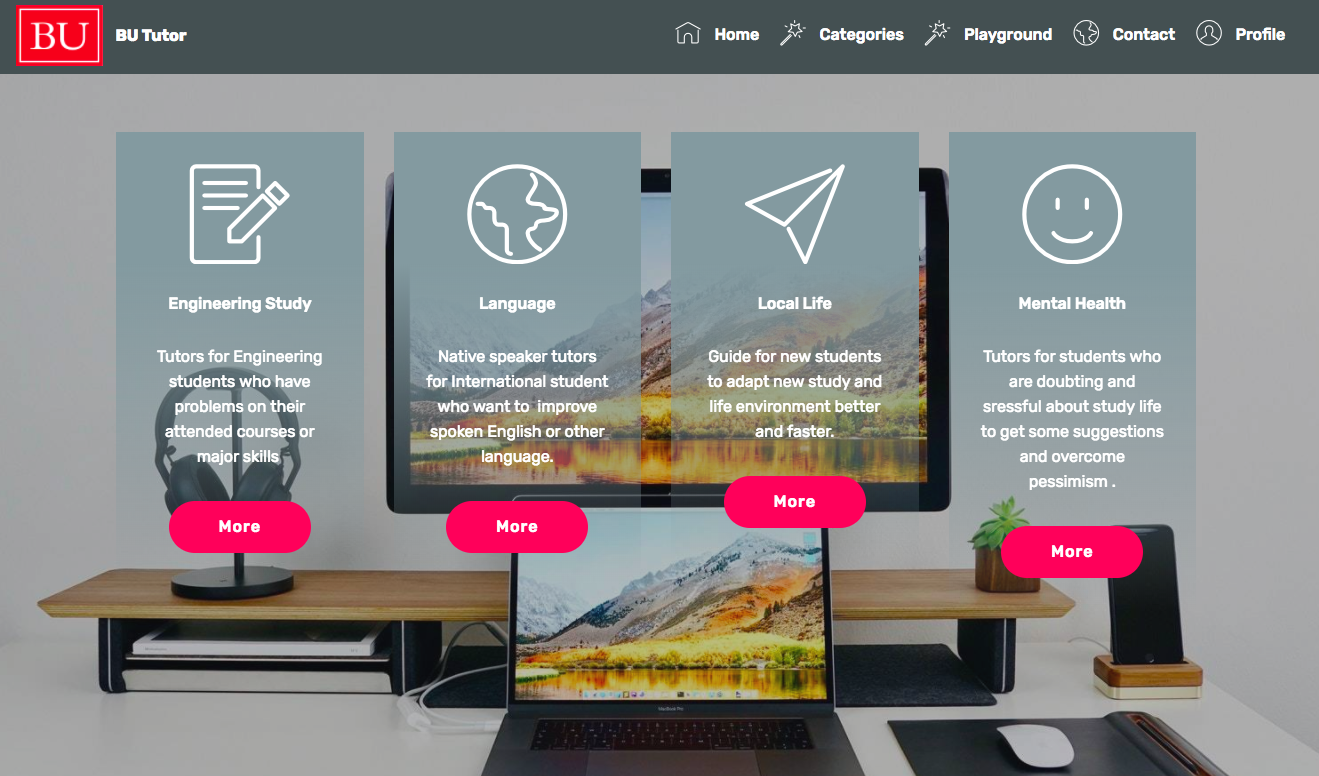 BU
BU Tutor
Home
Categories
Playground
Contact
Profile
Engineering Study
Tutors for Engineering
students who have
problems on their
attended courses or
major skills
More
Language
Native speaker tutors
for International student
who want to improve
spoken English or other
language.
More
Local Life
Guide for new students
to adapt new study and
life environment better
and faster.
More
Mental Health
Tutors for students who
are doubting and
sressful about study life
to get some suggestions
and overcome
pessimism .
More
MacBook Pro